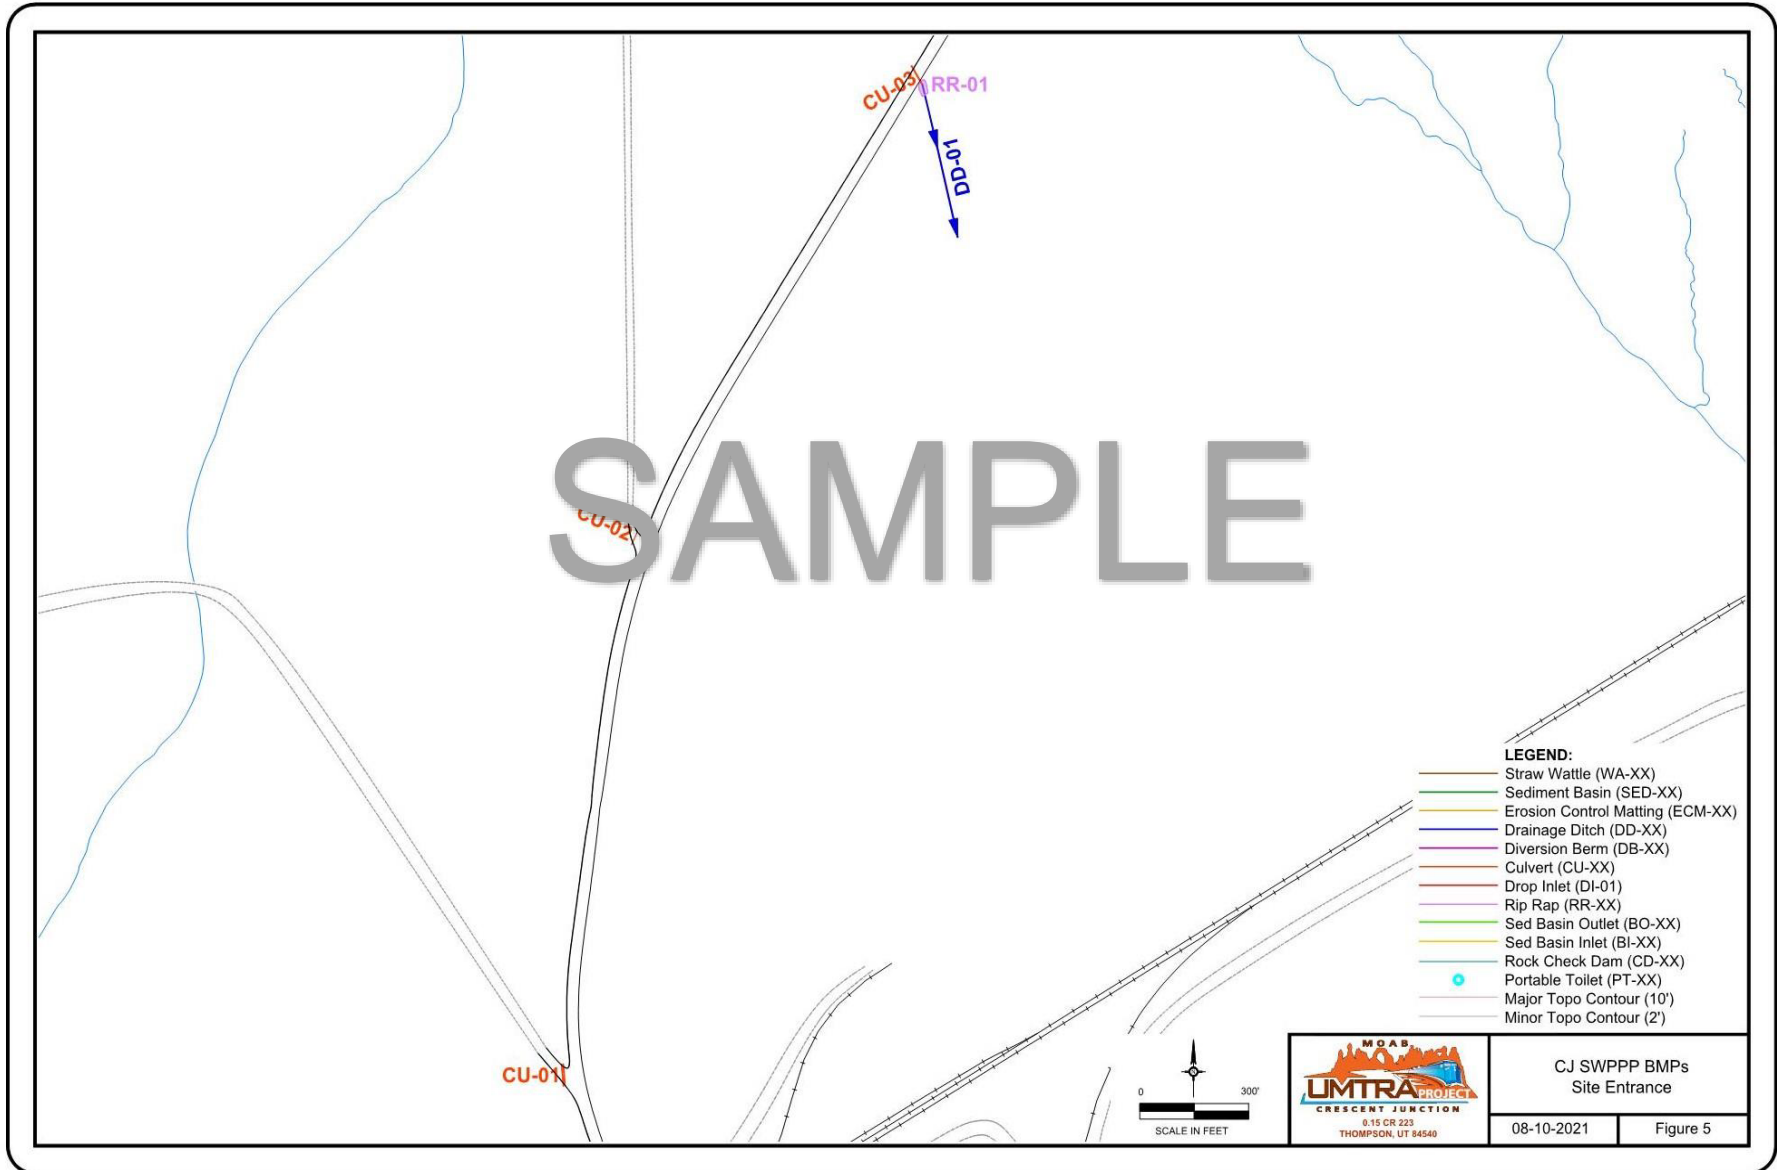 CU-03
RR-01
DD-01
SAMPLE
CU-02
CU-01
LEGEND:
Straw Wattle (WA-XX)
Sediment Basin (SED-XX)
Erosion Control Matting (ECM-XX)
Drainage Ditch (DD-XX)
Diversion Berm (DB-XX)
Culvert (CU-XX)
Drop Inlet (DI-01)
Rip Rap (RR-XX)
Sed Basin Outlet (BO-XX)
Sed Basin Inlet (BI-XX)
Rock Check Dam (CD-XX)
Portable Toilet (PT-XX)
Major Topo Contour (10')
Minor Topo Contour (2')
0 300'
SCALE IN FEET
MOAB
UMTRA PROJECT
CRESCENT JUNCTION
0.15 CR 223
THOMPSON, UT 84540
CJ SWPPP BMPs
Site Entrance
08-10-2021
Figure 5